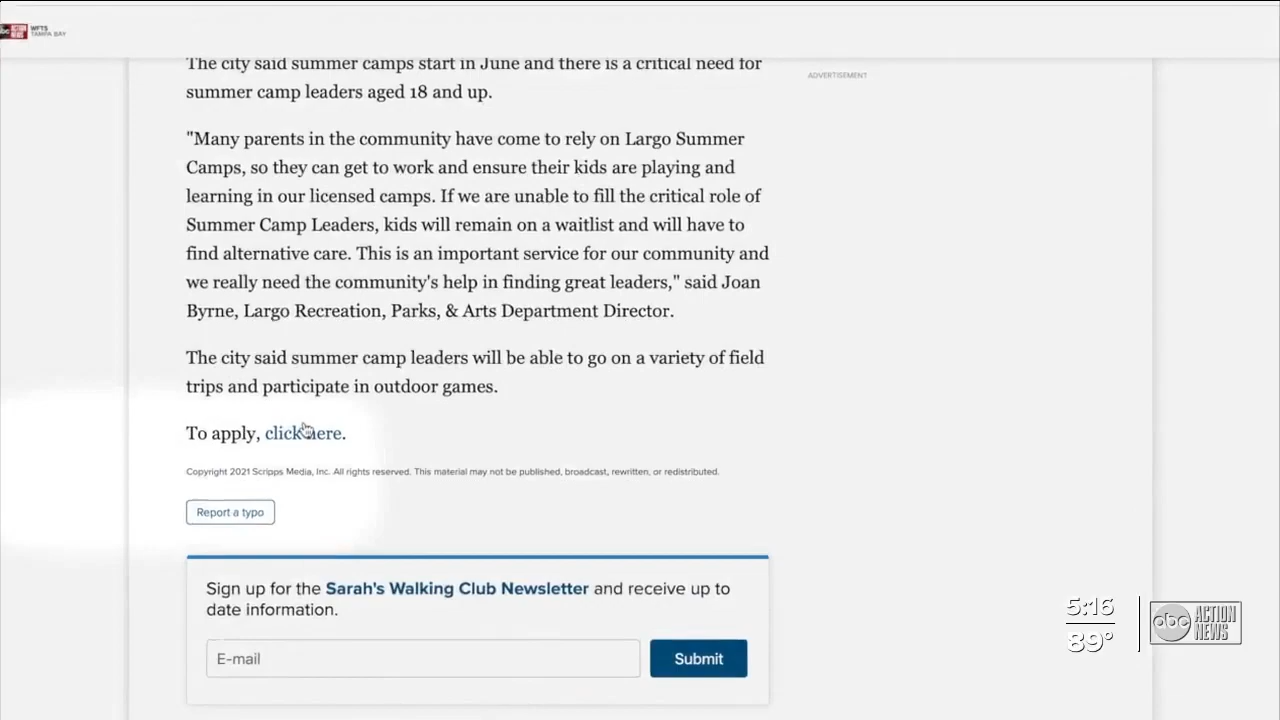 abc ACTION NEWS WFTS TAMPA BAY
The city said summer camps start in June and there is a critical need for
summer camp leaders aged 18 and up.
ADVERTISEMENT
"Many parents in the community have come to rely on Largo Summer
Camps, so they can get to work and ensure their kids are playing and
learning in our licensed camps. If we are unable to fill the critical role of
Summer Camp Leaders, kids will remain on a waitlist and will have to
find alternative care. This is an important service for our community and
we really need the community's help in finding great leaders," said Joan
Byrne, Largo Recreation, Parks, & Arts Department Director.
The city said summer camp leaders will be able to go on a variety of field
trips and participate in outdoor games.
To apply, click here.
Copyright 2021 Scripps Media, Inc. All rights reserved. This material may not be published, broadcast, rewritten, or redistributed.
Report a typo
Sign up for the Sarah's Walking Club Newsletter and receive up to
date information.
E-mail
Submit
5:16
89°
abc ACTION NEWS